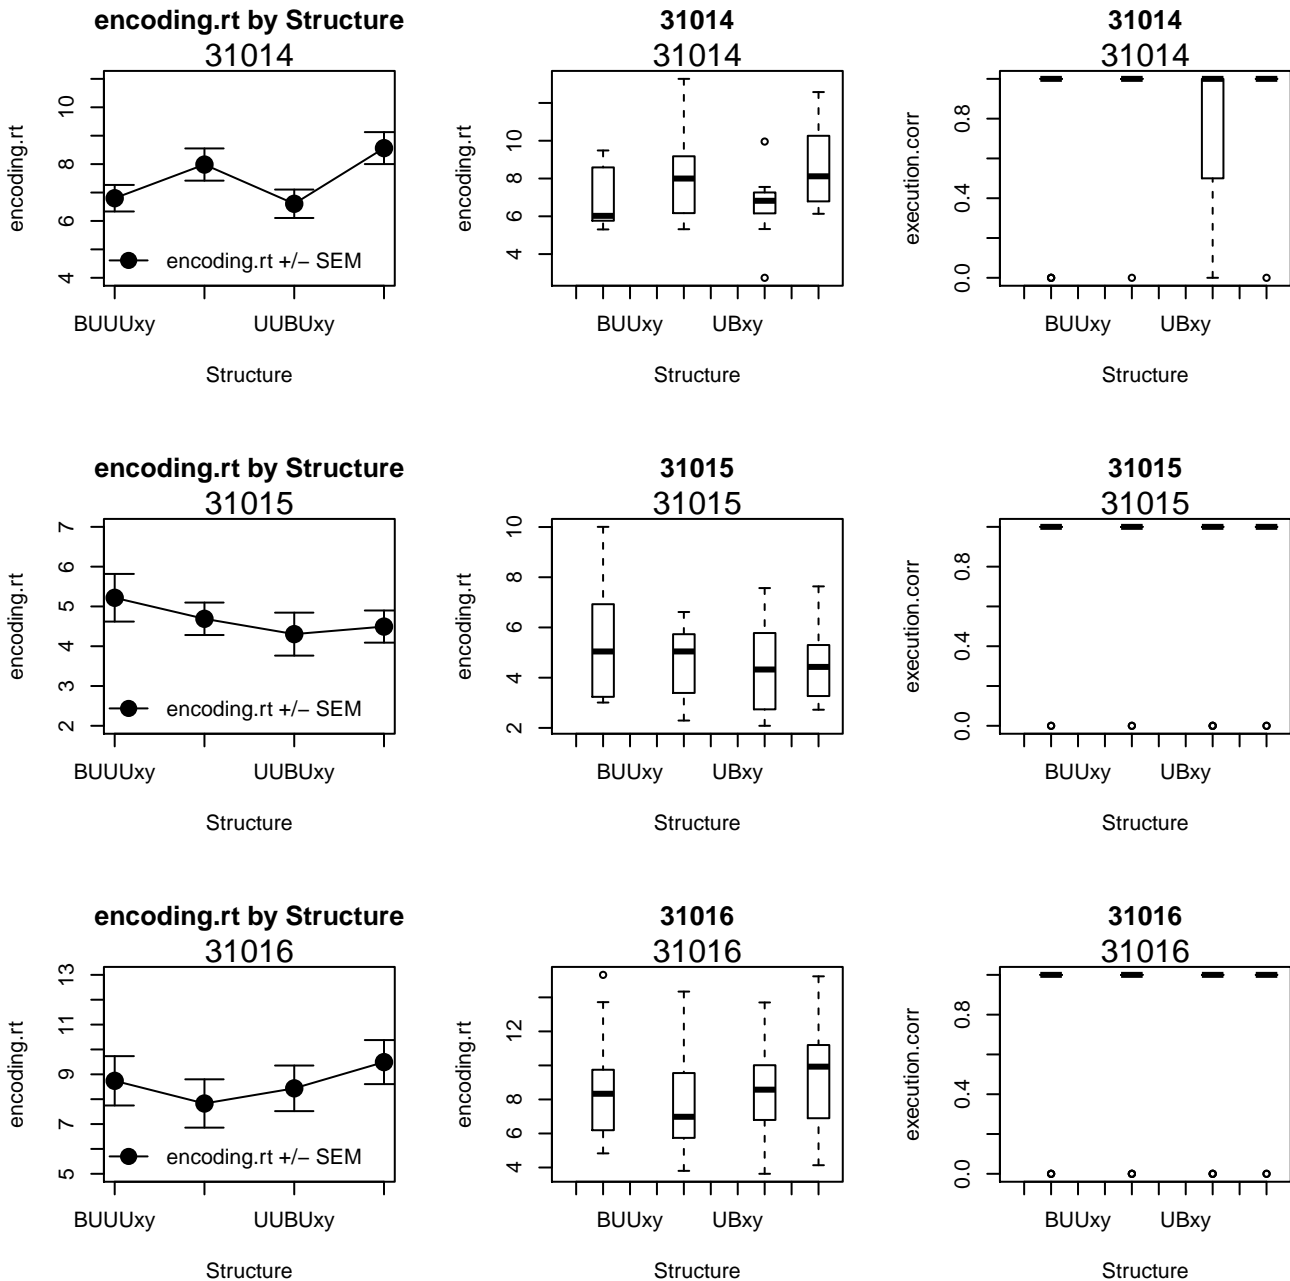 encoding.rt by Structure
31014
encoding.rt
4 6 8 10
encoding.rt +/− SEM
BUUUxy UUBUxy
Structure
31014
31014
encoding.rt
4 6 8 10
BUUxy UBxy
Structure
31014
31014
execution.corr
0.0 0.4 0.8
BUUxy UBxy
Structure
encoding.rt by Structure
31015
encoding.rt
2 3 4 5 6 7
encoding.rt +/− SEM
BUUUxy UUBUxy
Structure
31015
31015
encoding.rt
2 4 6 8 10
BUUxy UBxy
Structure
31015
31015
execution.corr
0.0 0.4 0.8
BUUxy UBxy
Structure
encoding.rt by Structure
31016
encoding.rt
5 7 9 11 13
encoding.rt +/− SEM
BUUUxy UUBUxy
Structure
31016
31016
encoding.rt
4 6 8 12
BUUxy UBxy
Structure
31016
31016
execution.corr
0.0 0.4 0.8
BUUxy UBxy
Structure